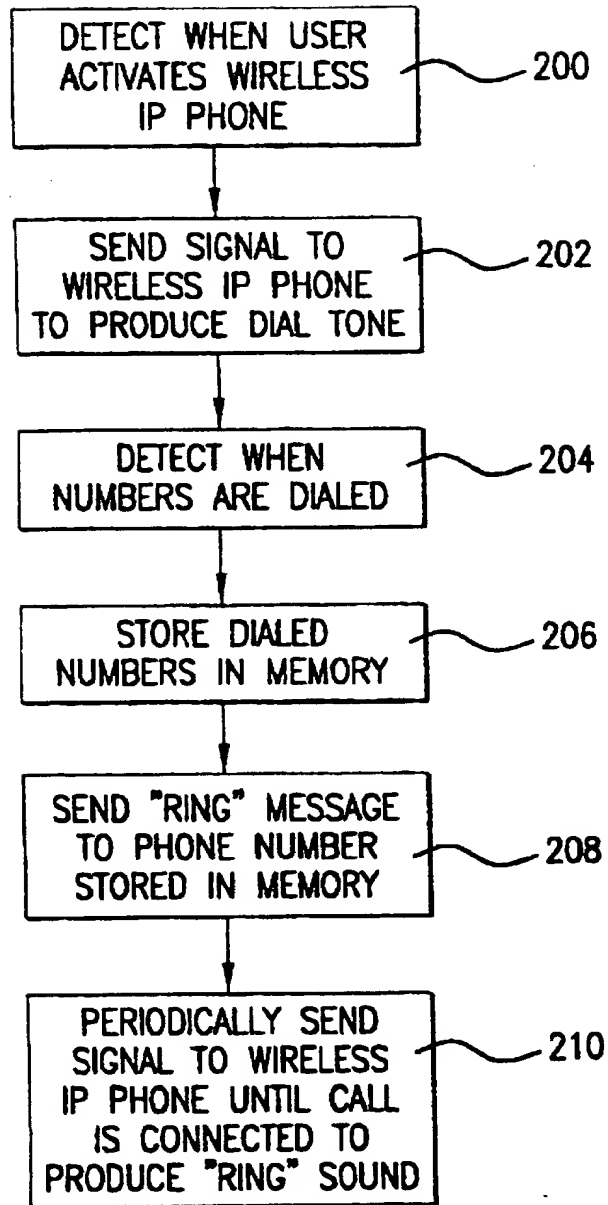 DETECT WHEN USER
ACTIVATES WIRELESS
IP PHONE
200
SEND SIGNAL TO
WIRELESS IP PHONE
TO PRODUCE DIAL TONE
202
DETECT WHEN
NUMBERS ARE DIALED
204
STORE DIALED
NUMBERS IN MEMORY
206
SEND "RING" MESSAGE
TO PHONE NUMBER
STORED IN MEMORY
208
PERIODICALLY SEND
SIGNAL TO WIRELESS
IP PHONE UNTIL CALL
IS CONNECTED TO
PRODUCE "RING" SOUND
210